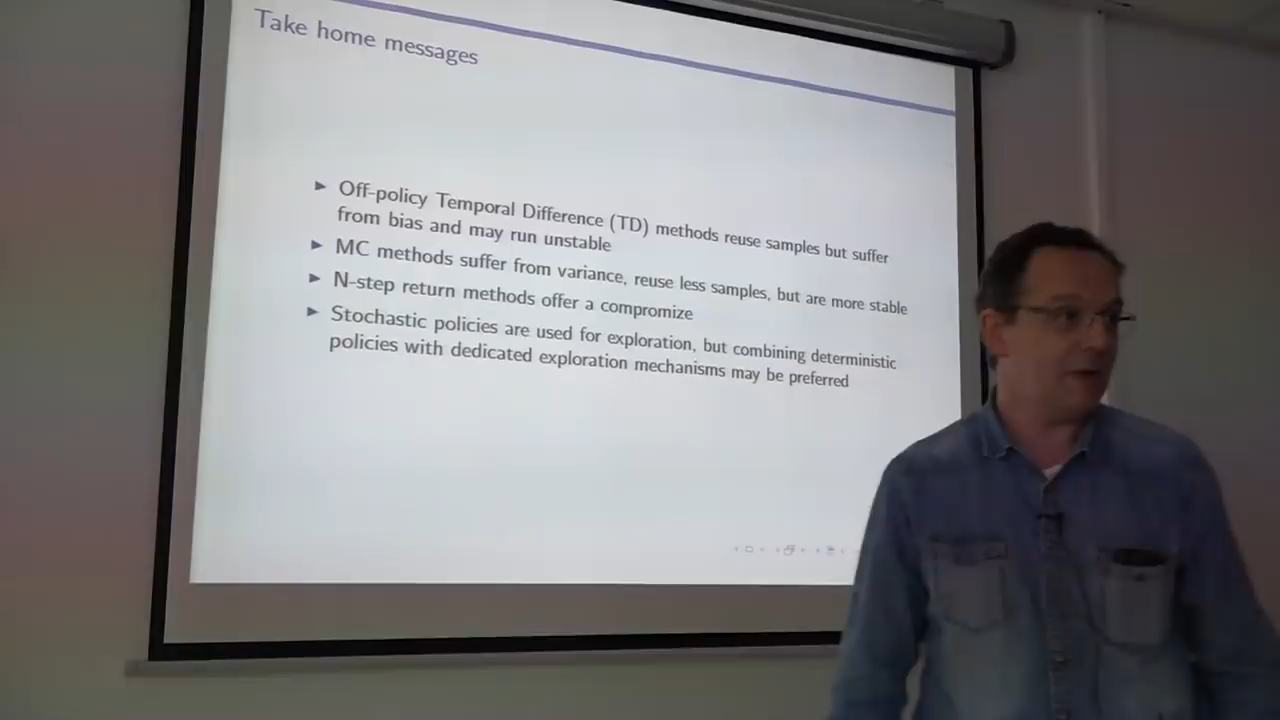 Take home messages
Off-policy Temporal Difference (TD) methods reuse samples but suffer
from bias and may run unstable
MC methods suffer from variance, reuse less samples, but are more stable
N-step return methods offer a compromize
Stochastic policies are used for exploration, but combining deterministic
policies with dedicated exploration mechanisms may be preferred